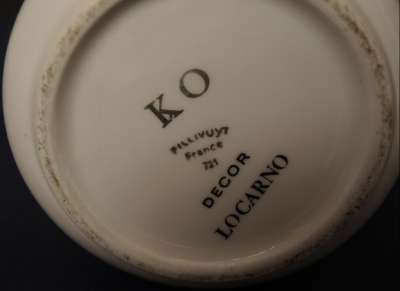 KO
PILLIVUYT
France
721
DECOR
LOCARNO